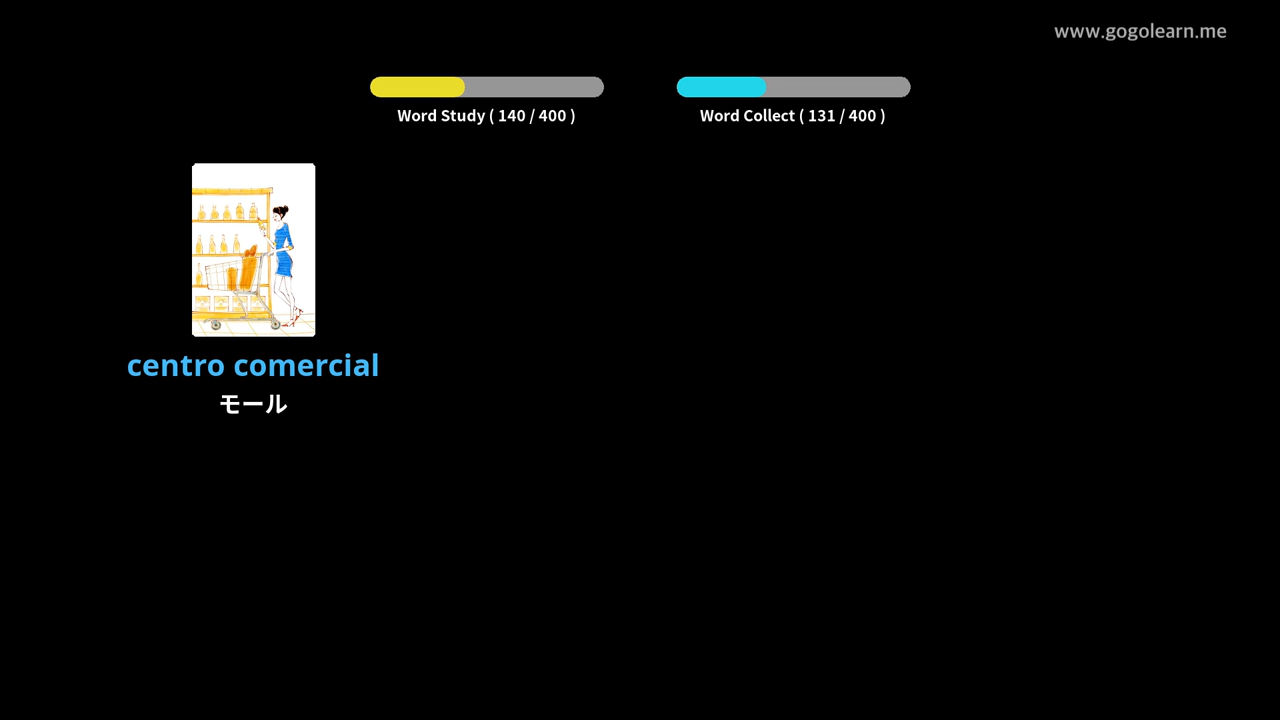 www.gogolearn.me
Word Study ( 140 / 400 )
Word Collect ( 131 / 400 )
centro comercial
モール